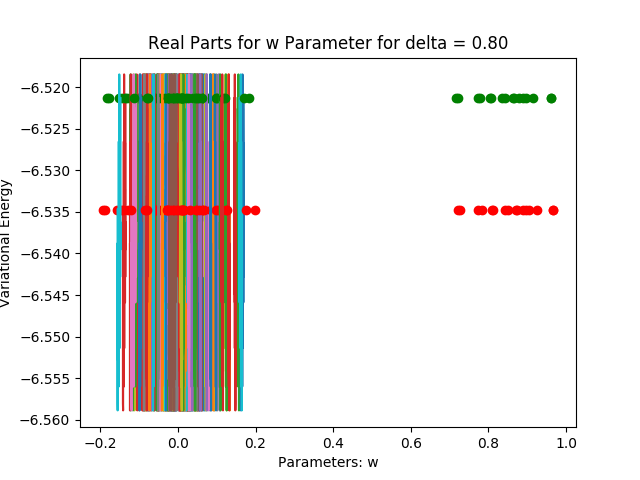 Real Parts for w Parameter for delta = 0.80
−6.520
−6.525
−6.530
−6.535
−6.540
−6.545
−6.550
−6.555
−6.560
Variational Energy
−0.2 0.0 0.2 0.4 0.6 0.8 1.0
Parameters: w